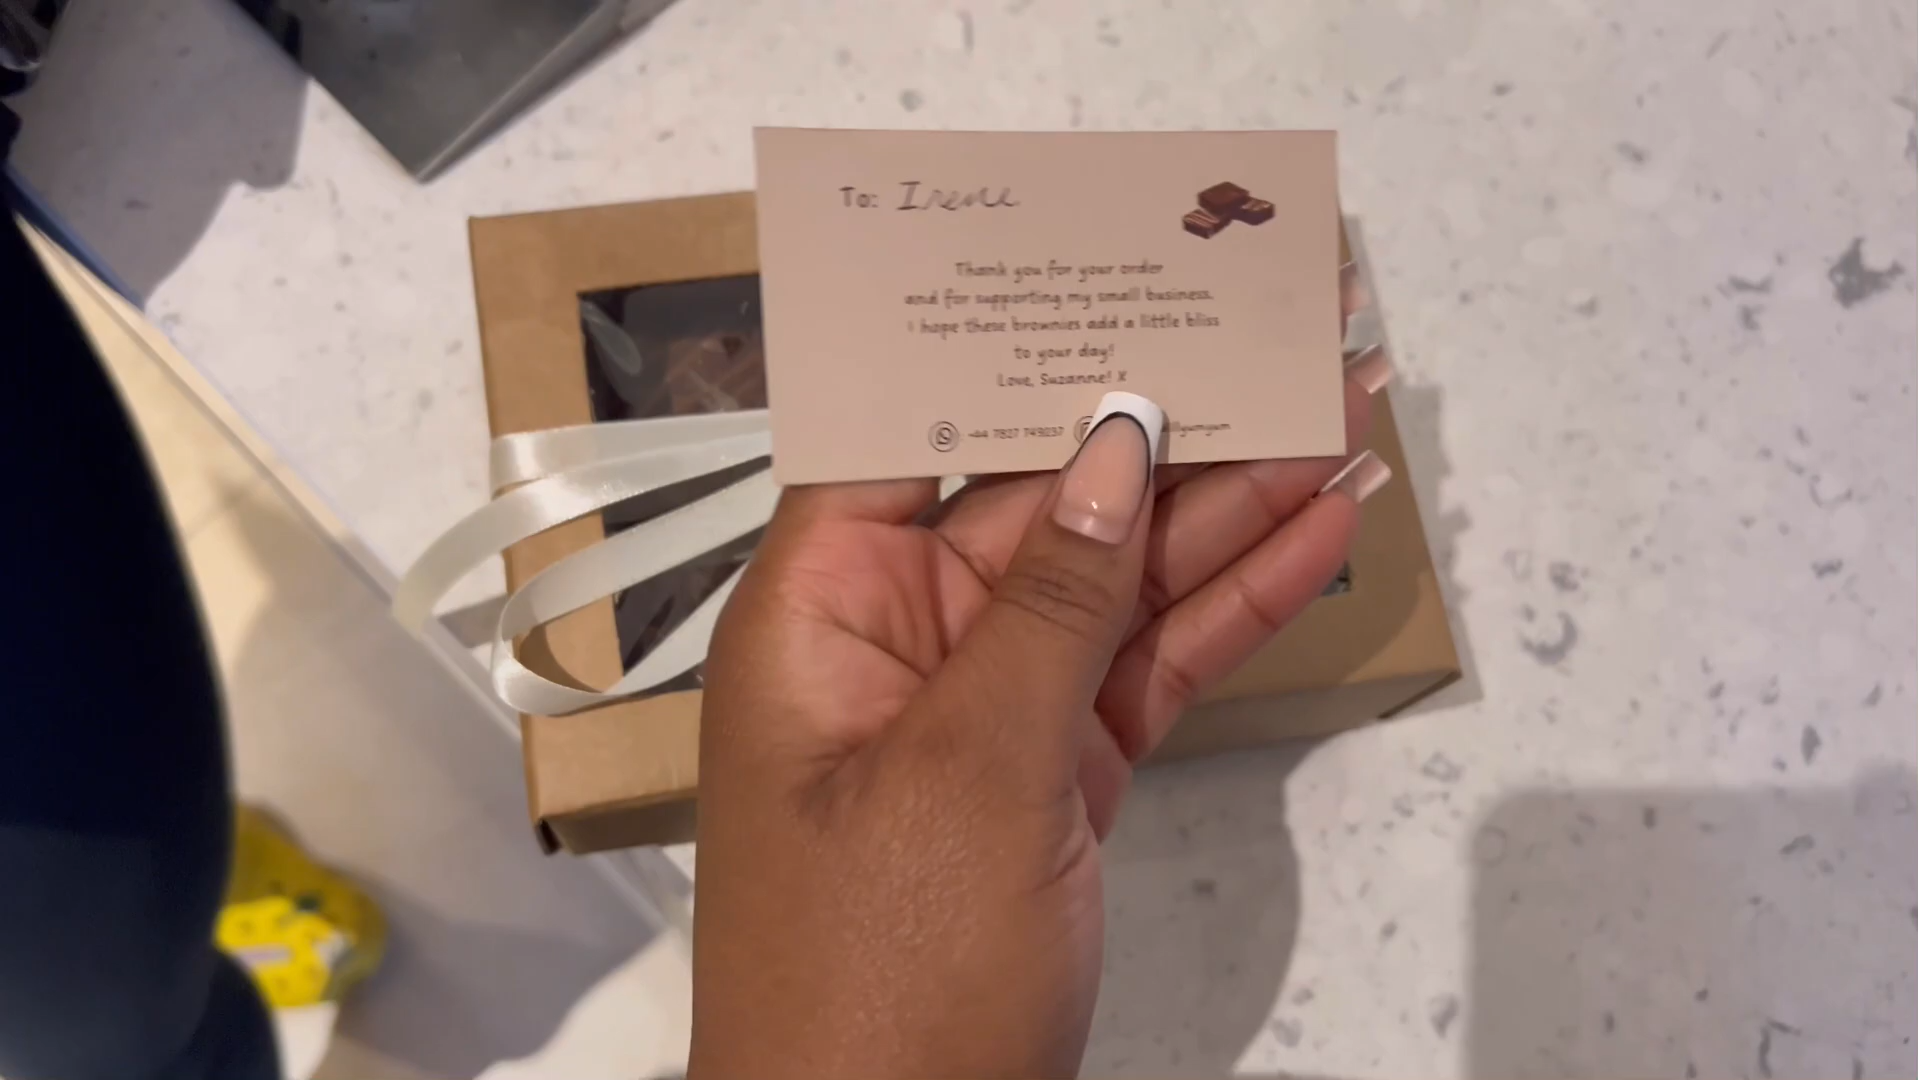 To: Irene
Thank you for your order
and for supporting my small business.
I hope these brownies add a little bliss
to your day!
Love, Suzanne! X
+44